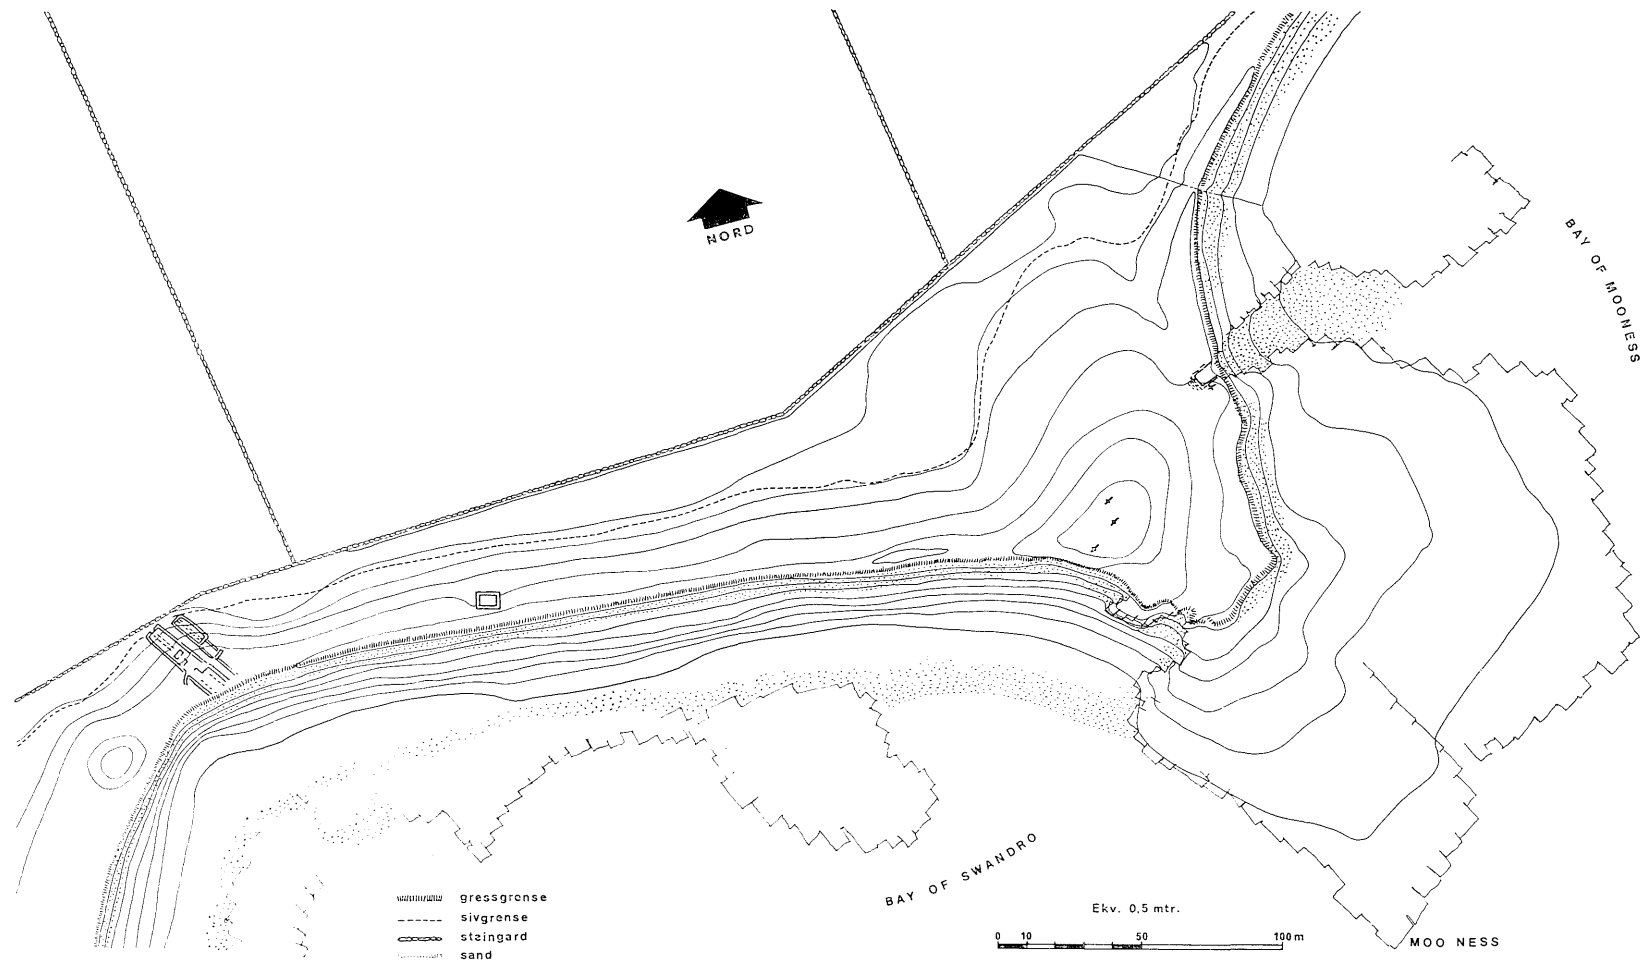 NORD
BAY OF MOONESS
BAY OF SWANDRO
gressgrense
sivgrense
steingard
sand
Ekv. 0,5 mtr.
0 10 50 100 m
MOO NESS